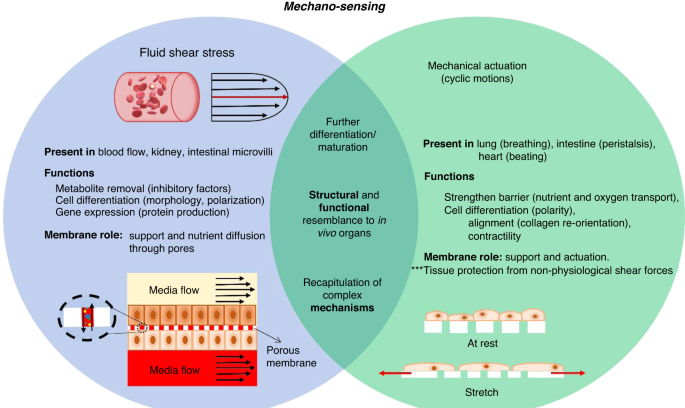 Mechano-sensing
Fluid shear stress
Present in blood flow, kidney, intestinal microvilli
Functions
Metabolite removal (inhibitory factors)
Cell differentiation (morphology, polarization)
Gene expression (protein production)
Membrane role: support and nutrient diffusion
through pores
Media flow
Media flow
Porous
membrane
Further
differentiation/
maturation
Structural and
functional
resemblance to in
vivo organs
Recapitulation of
complex
mechanisms
Mechanical actuation
(cyclic motions)
Present in lung (breathing), intestine (peristalsis),
heart (beating)
Functions
Strengthen barrier (nutrient and oxygen transport),
Cell differentiation (polarity),
alignment (collagen re-orientation),
contractility
Membrane role: support and actuation.
***Tissue protection from non-physiological shear forces
At rest
Stretch